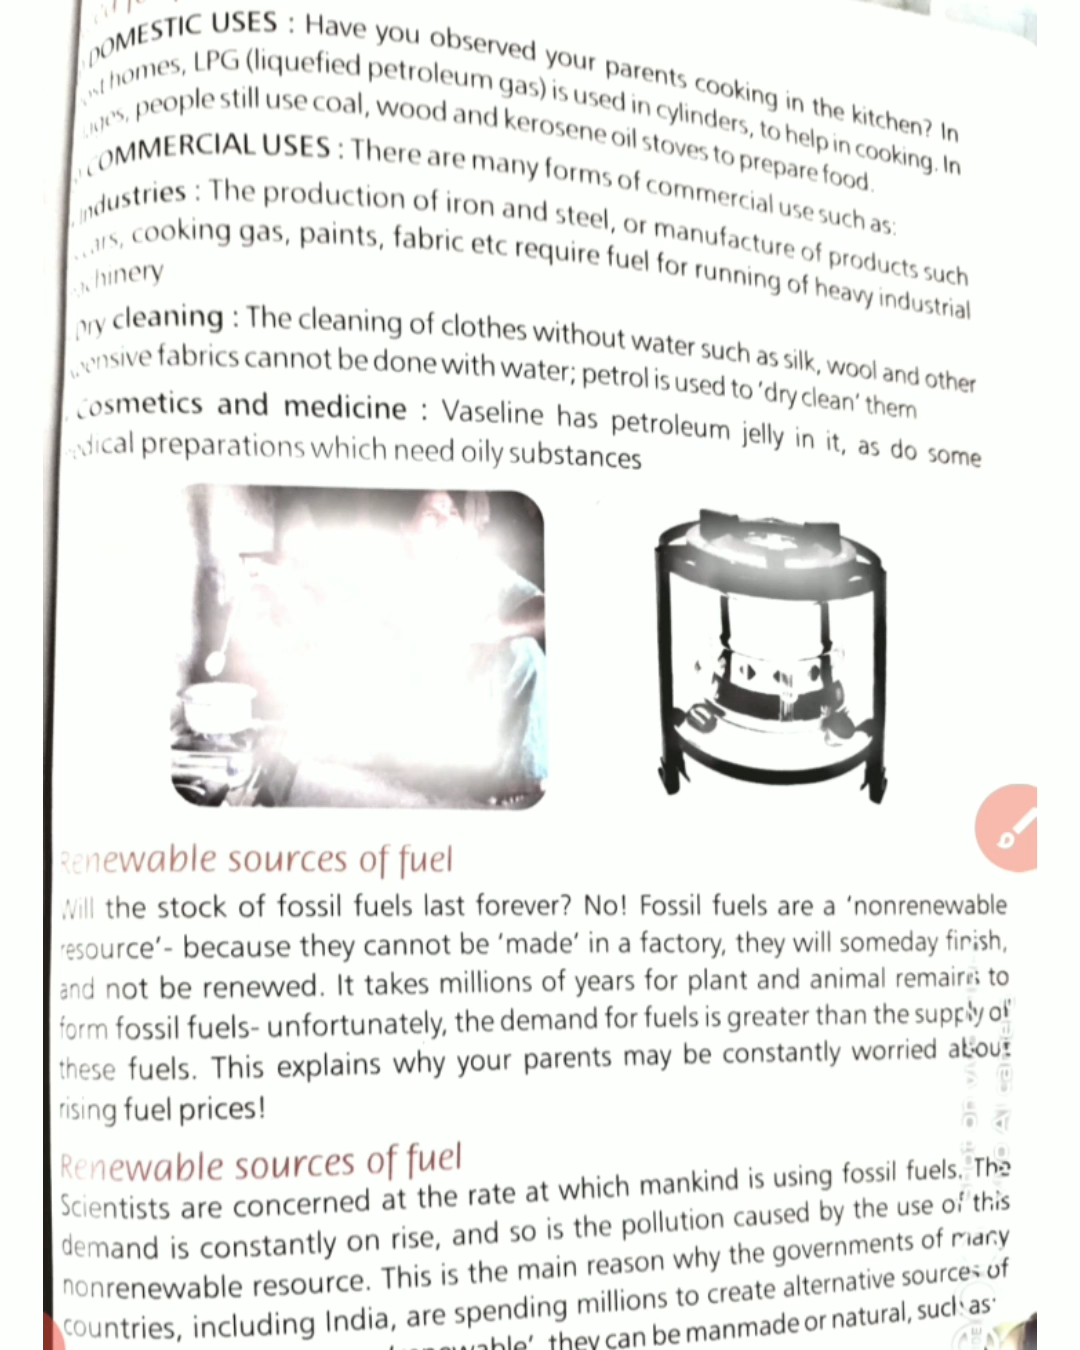 DOMESTIC USES : Have you observed your parents cooking in the kitchen? In
homes, LPG (liquefied petroleum gas) is used in cylinders, to help in cooking. In
people still use coal, wood and kerosene oil stoves to prepare food.
COMMERCIAL USES : There are many forms of commercial use such as:
Industries : The production of iron and steel, or manufacture of products such
cooking gas, paints, fabric etc require fuel for running of heavy industrial
hinery
Dry cleaning : The cleaning of clothes without water such as silk, wool and other
ensive fabrics cannot be done with water; petrol is used to 'dry clean' them
Cosmetics and medicine : Vaseline has petroleum jelly in it, as do some
dical preparations which need oily substances
Renewable sources of fuel
Will the stock of fossil fuels last forever? No! Fossil fuels are a 'nonrenewable
resource'- because they cannot be 'made' in a factory, they will someday finish,
and not be renewed. It takes millions of years for plant and animal remains to
form fossil fuels- unfortunately, the demand for fuels is greater than the supply of
these fuels. This explains why your parents may be constantly worried about
rising fuel prices!
Renewable sources of fuel
Scientists are concerned at the rate at which mankind is using fossil fuels. The
demand is constantly on rise, and so is the pollution caused by the use of this
nonrenewable resource. This is the main reason why the governments of many
countries, including India, are spending millions to create alternative sources of
they can be manmade or natural, such as